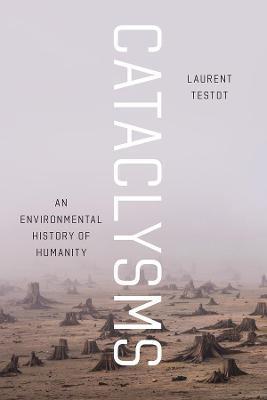 CATACLYSMS
LAURENT
TESTOT
AN
ENVIRONMENTAL
HISTORY OF
HUMANITY